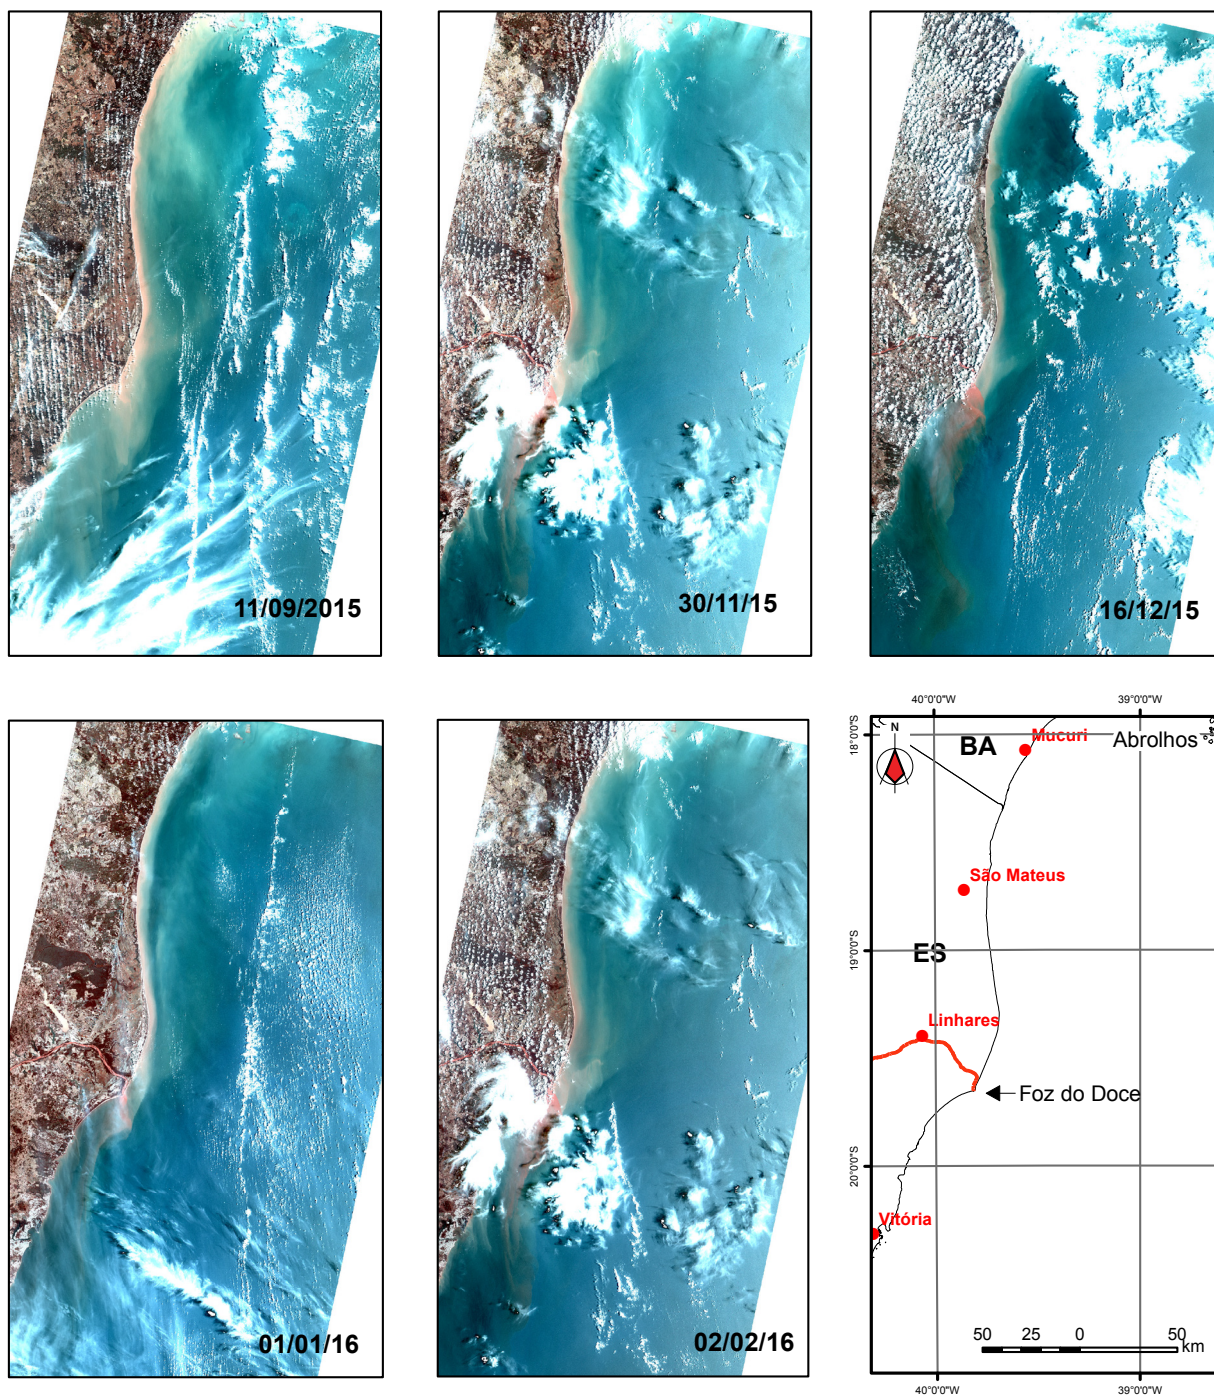 11/09/2015
30/11/15
16/12/15
01/01/16
02/02/16
40°0'0"W
39°0'0"W
18°0'0"S
N
BA
Mucuri
Abrolhos
São Mateus
19°0'0"S
ES
Linhares
Foz do Doce
20°0'0"S
Vitória
50 25 0 50
km
40°0'0"W
39°0'0"W